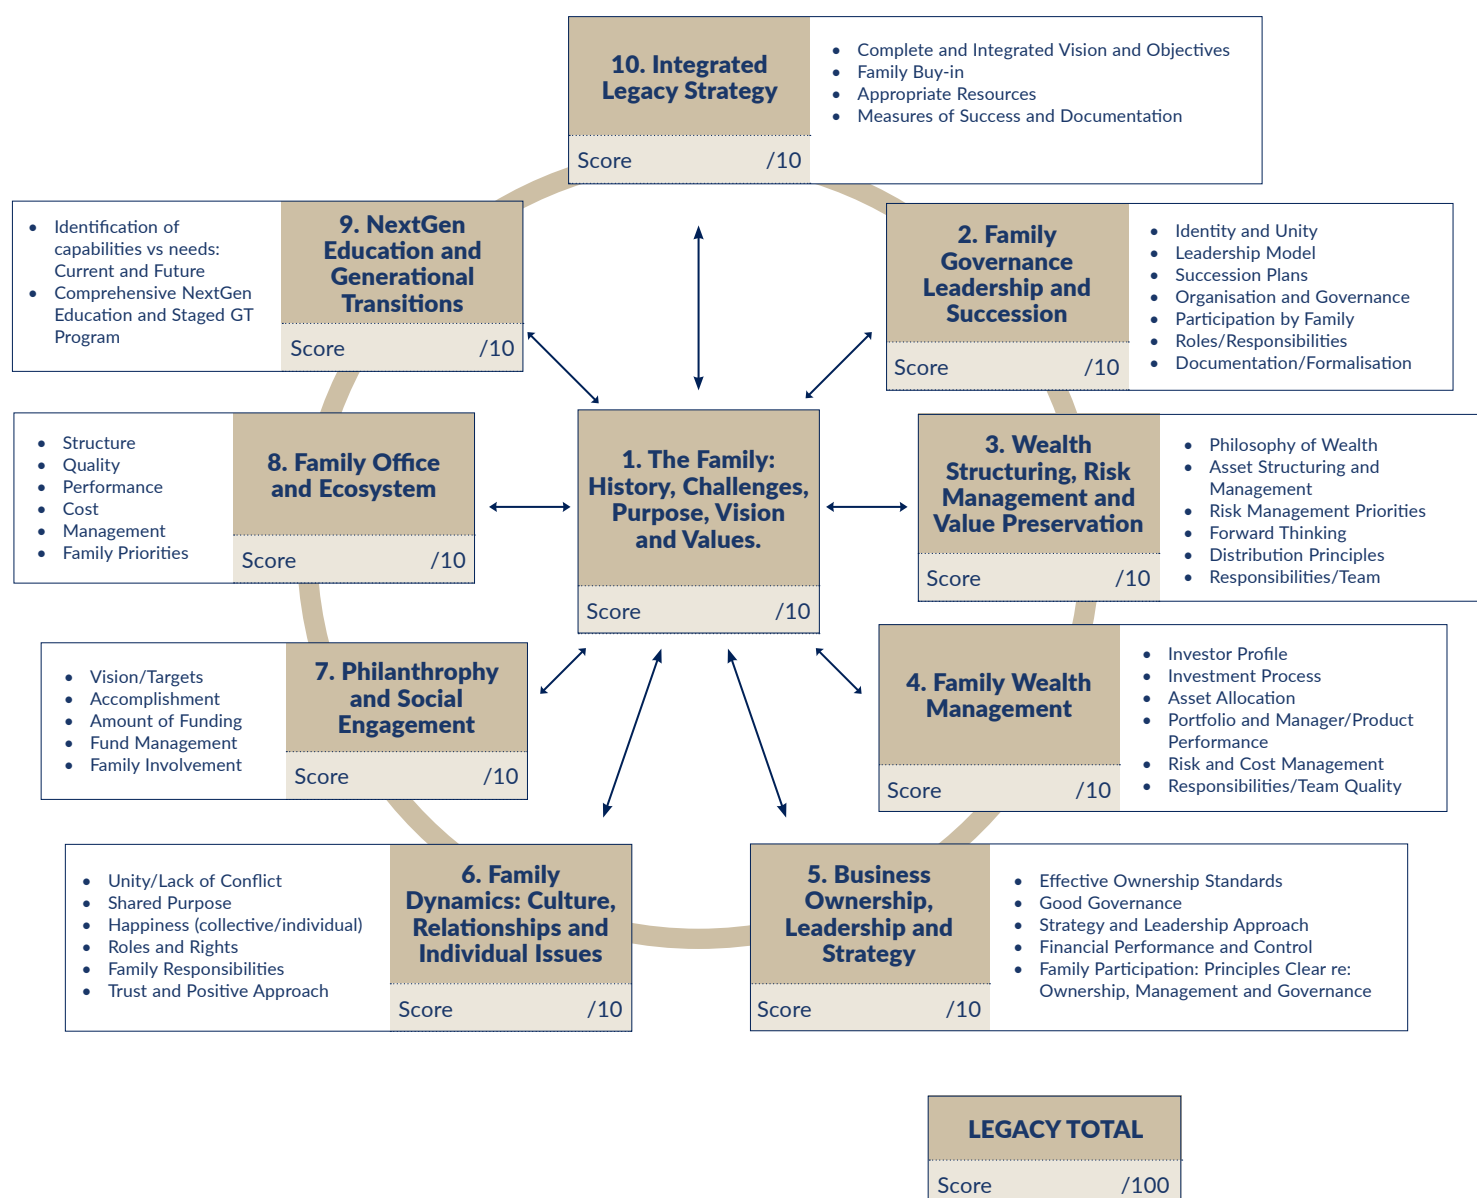 10. Integrated
Legacy Strategy
Score /10
• Complete and Integrated Vision and Objectives
• Family Buy-in
• Appropriate Resources
• Measures of Success and Documentation
• Identification of
capabilities vs needs:
Current and Future
• Comprehensive NextGen
Education and Staged GT
Program
9. NextGen
Education and
Generational
Transitions
Score /10
2. Family
Governance
Leadership and
Succession
Score /10
• Identity and Unity
• Leadership Model
• Succession Plans
• Organisation and Governance
• Participation by Family
• Roles/Responsibilities
• Documentation/Formalisation
• Structure
• Quality
• Performance
• Cost
• Management
• Family Priorities
8. Family Office
and Ecosystem
Score /10
1. The Family:
History, Challenges,
Purpose, Vision
and Values.
Score /10
3. Wealth
Structuring, Risk
Management and
Value Preservation
Score /10
• Philosophy of Wealth
• Asset Structuring and
Management
• Risk Management Priorities
• Forward Thinking
• Distribution Principles
• Responsibilities/Team
• Vision/Targets
• Accomplishment
• Amount of Funding
• Fund Management
• Family Involvement
7. Philanthropy
and Social
Engagement
Score /10
4. Family Wealth
Management
Score /10
• Investor Profile
• Investment Process
• Asset Allocation
• Portfolio and Manager/Product
Performance
• Risk and Cost Management
• Responsibilities/Team Quality
• Unity/Lack of Conflict
• Shared Purpose
• Happiness (collective/individual)
• Roles and Rights
• Family Responsibilities
• Trust and Positive Approach
6. Family
Dynamics: Culture,
Relationships and
Individual Issues
Score /10
5. Business
Ownership,
Leadership and
Strategy
Score /10
• Effective Ownership Standards
• Good Governance
• Strategy and Leadership Approach
• Financial Performance and Control
• Family Participation: Principles Clear re:
Ownership, Management and Governance
LEGACY TOTAL
Score /100